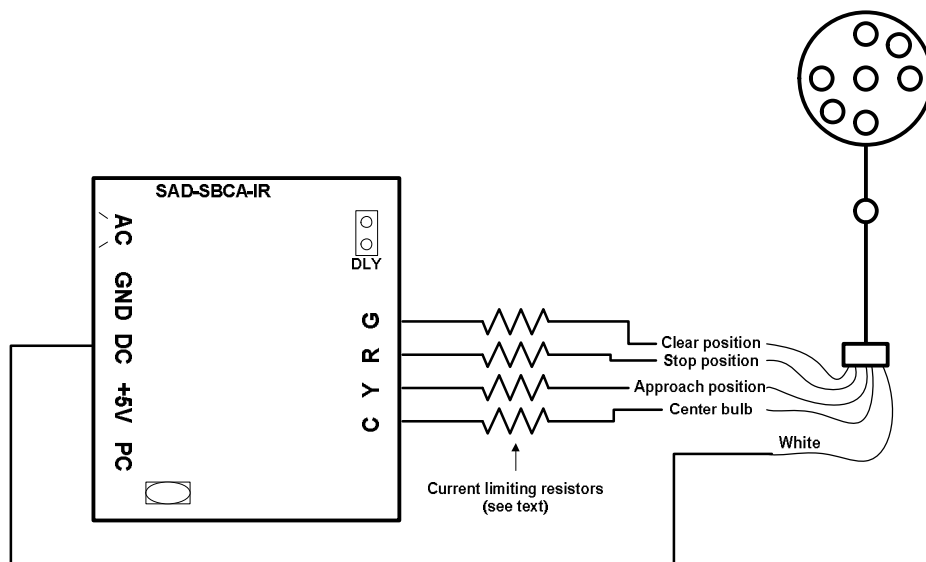 SAD-SBCA-IR
AC
GND
DC
+5V
PC
DLY
G
R
Y
C
Clear position
Stop position
Approach position
Center bulb
White
Current limiting resistors
(see text)